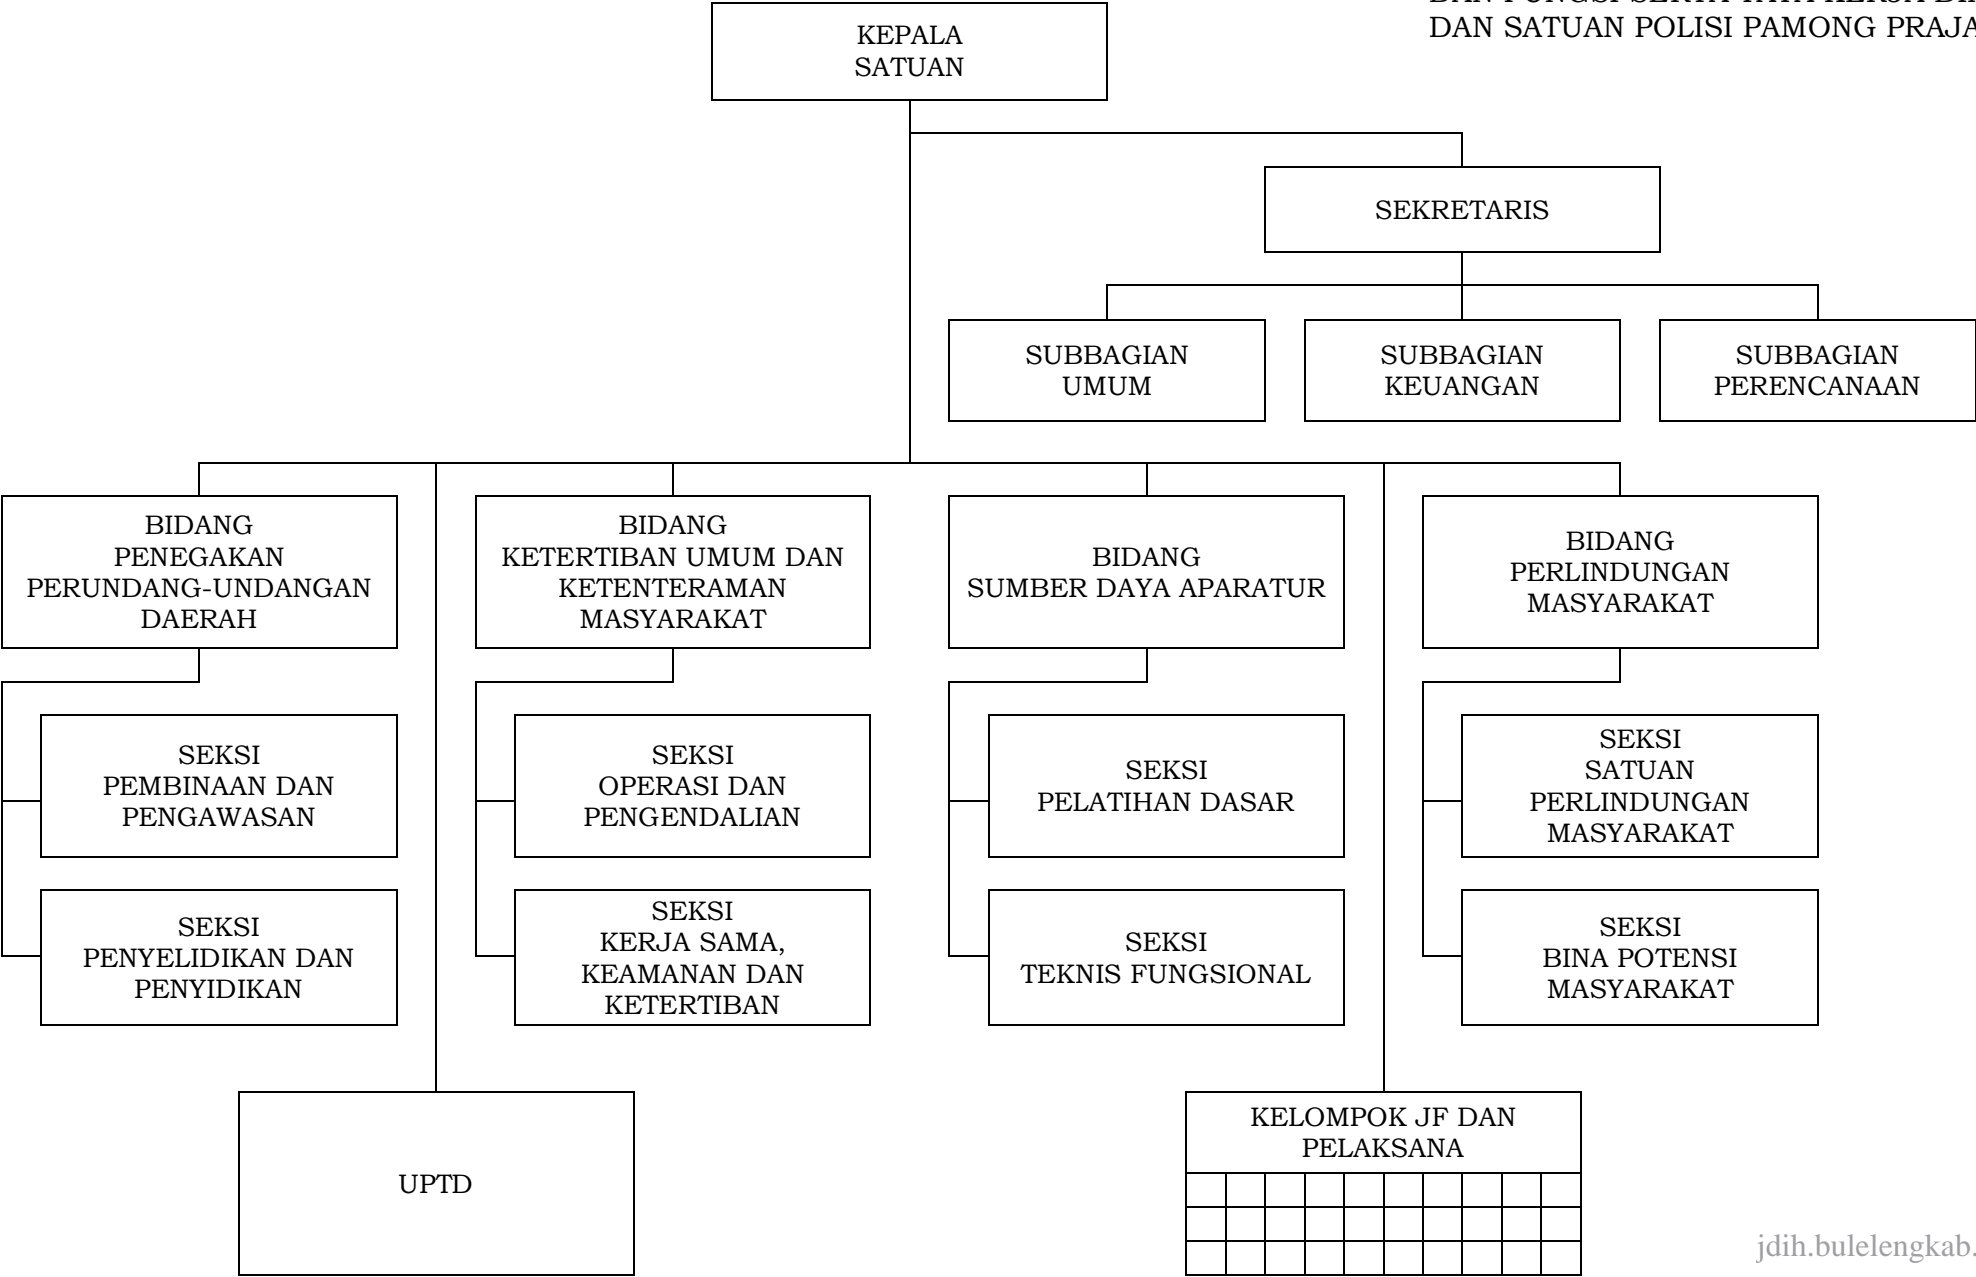 DAN SATUAN POLISI PAMONG PRAJA
KEPALA
SATUAN
SEKRETARIS
SUBBAGIAN
UMUM
SUBBAGIAN
KEUANGAN
SUBBAGIAN
PERENCANAAN
BIDANG
PENEGAKAN
PERUNDANG-UNDANGAN
DAERAH
BIDANG
KETERTIBAN UMUM DAN
KETENTERAMAN
MASYARAKAT
BIDANG
SUMBER DAYA APARATUR
BIDANG
PERLINDUNGAN
MASYARAKAT
SEKSI
PEMBINAAN DAN
PENGAWASAN
SEKSI
OPERASI DAN
PENGENDALIAN
SEKSI
PELATIHAN DASAR
SEKSI
SATUAN
PERLINDUNGAN
MASYARAKAT
SEKSI
PENYELIDIKAN DAN
PENYIDIKAN
SEKSI
KERJA SAMA,
KEAMANAN DAN
KETERTIBAN
SEKSI
TEKNIS FUNGSIONAL
SEKSI
BINA POTENSI
MASYARAKAT
UPTD
KELOMPOK JF DAN
PELAKSANA
jdih.bulelengkab.